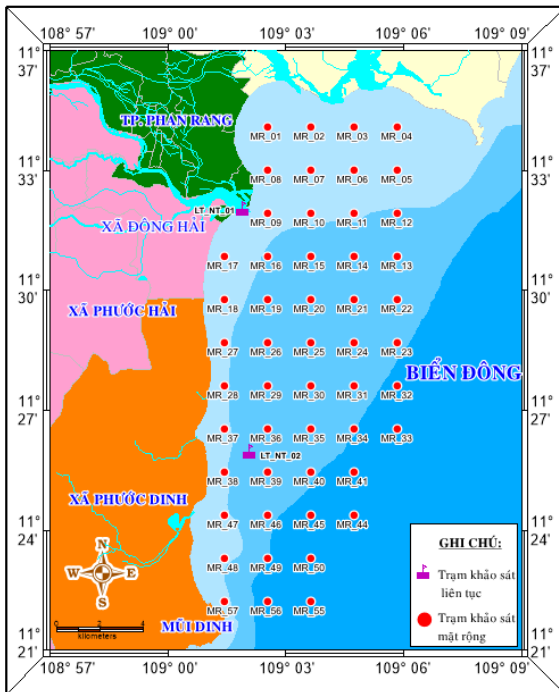 108° 57' 109° 00' 109° 03' 109° 06' 109° 09'
11° 37' 11° 37'
TP. PHAN RANG
MR_01 MR_02 MR_03 MR_04
11° 33' 11° 33'
MR_08 MR_07 MR_06 MR_05
LT_NT_01
MR_09 MR_10 MR_11 MR_12
XÃ ĐÔNG HẢI
MR_17 MR_16 MR_15 MR_14 MR_13
11° 30' 11° 30'
XÃ PHƯỚC HẢI
MR_18 MR_19 MR_20 MR_21 MR_22
MR_27 MR_26 MR_25 MR_24 MR_23
BIỂN ĐÔNG
MR_28 MR_29 MR_30 MR_31 MR_32
11° 27' 11° 27'
MR_37 MR_36 MR_35 MR_34 MR_33
LT_NT_02
MR_38 MR_39 MR_40 MR_41
XÃ PHƯỚC DINH
MR_47 MR_46 MR_45 MR_44
11° 24' 11° 24'
GHI CHÚ:
N
W E
S
MR_48 MR_49 MR_50
Trạm khảo sát
liên tục
Trạm khảo sát
mặt rộng
MR_57 MR_56 MR_55
MŨI DINH
0 2 4
kilometers
11° 21' 11° 21'
108° 57' 109° 00' 109° 03' 109° 06' 109° 09'